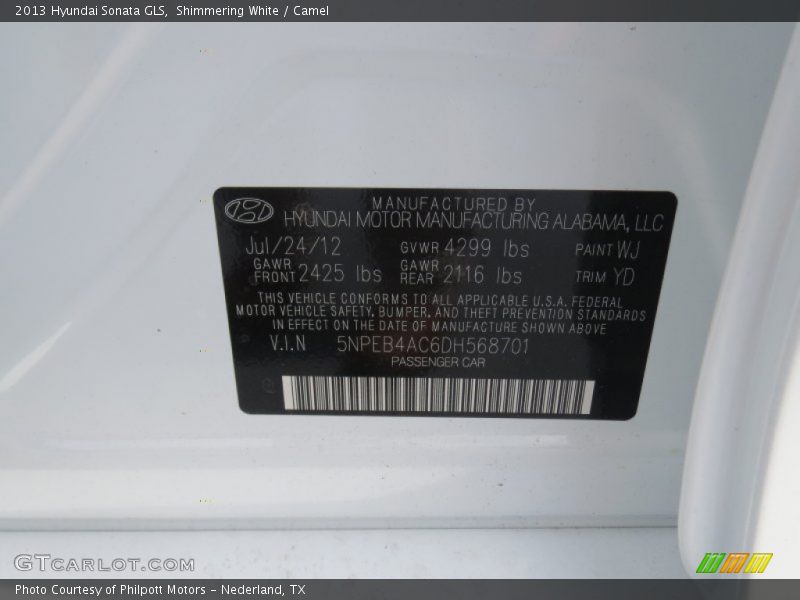 2013 Hyundai Sonata GLS, Shimmering White / Camel
MANUFACTURED BY
HYUNDAI MOTOR MANUFACTURING ALABAMA, LLC
Jul/24/12 GVWR 4299 lbs PAINT WJ
GAWR FRONT 2425 lbs GAWR REAR 2116 lbs TRIM YD
THIS VEHICLE CONFORMS TO ALL APPLICABLE U.S.A. FEDERAL
MOTOR VEHICLE SAFETY, BUMPER, AND THEFT PREVENTION STANDARDS
IN EFFECT ON THE DATE OF MANUFACTURE SHOWN ABOVE
V.I.N 5NPEB4AC6DH568701
PASSENGER CAR
GTCARLOT.COM
Photo Courtesy of Philpott Motors - Nederland, TX